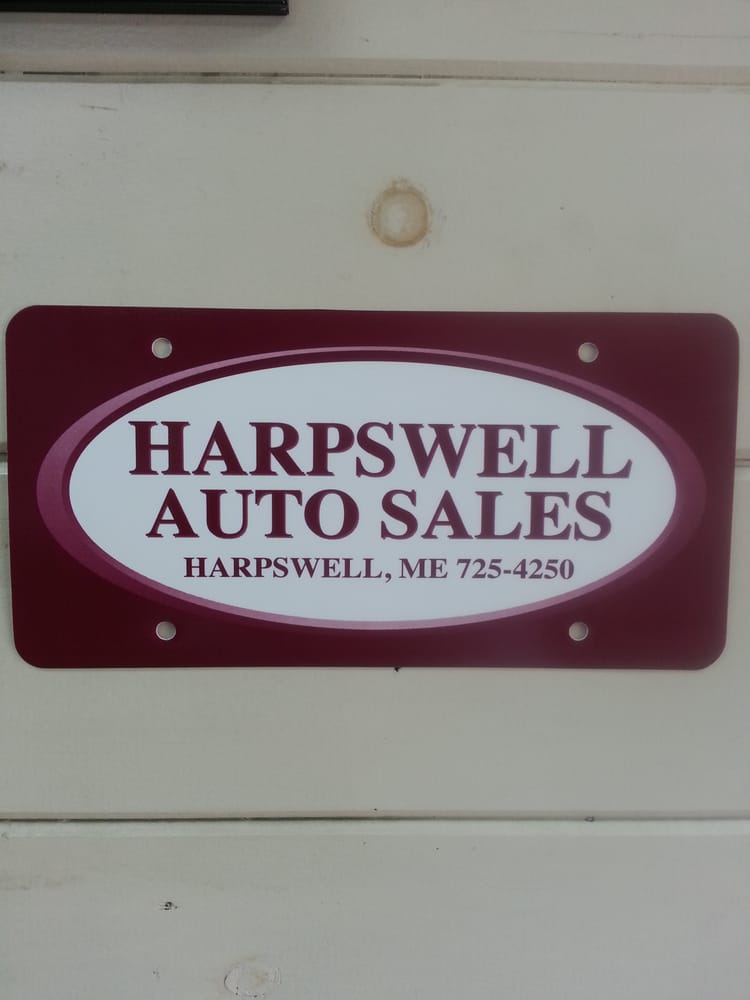 HARPSWELL
AUTO SALES
HARPSWELL, ME 725-4250